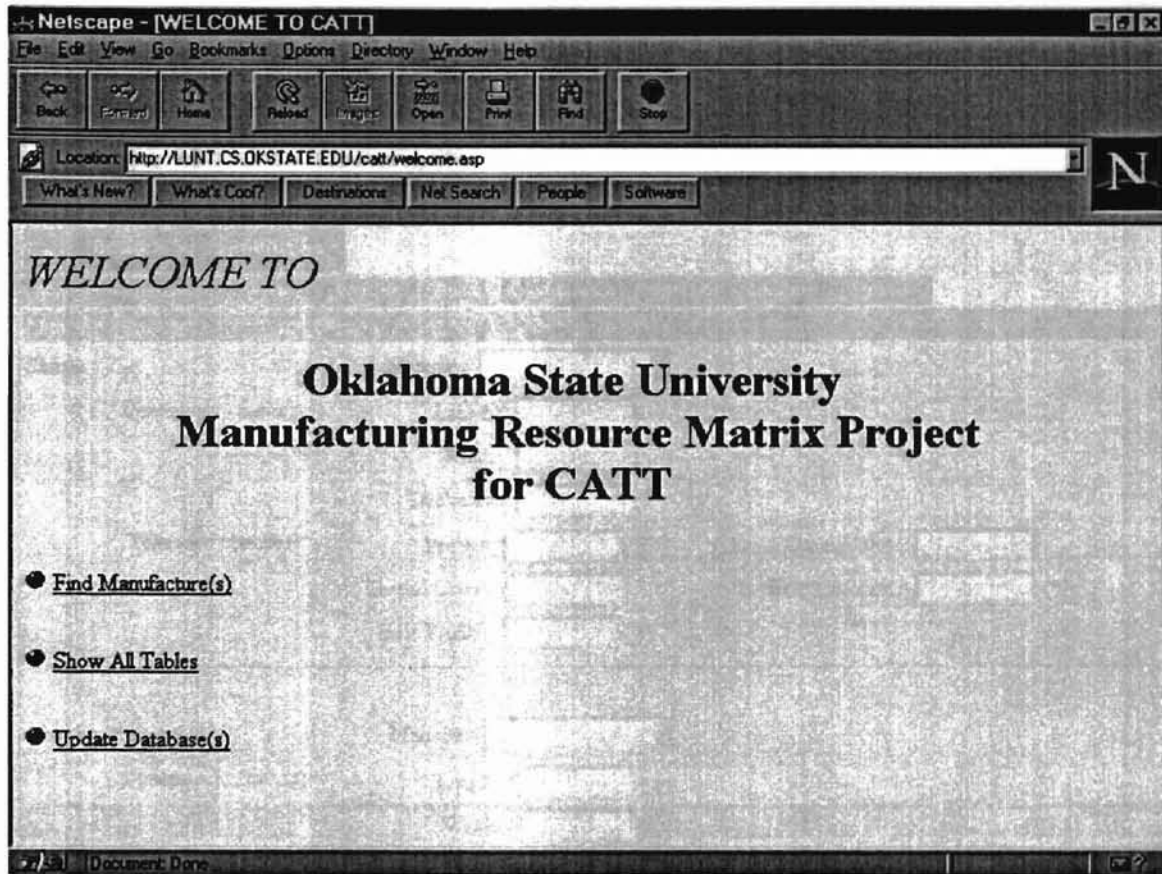 Netscape - [WELCOME TO CATT]
File Edit View Go Bookmarks Options Directory Window Help
Back Forward Home Reload Images Open Print Find Stop
Location: http://LUNT.CS.OKSTATE.EDU/catt/welcome.asp
What's New? What's Cool? Destinations Net Search People Software
N
WELCOME TO
Oklahoma State University
Manufacturing Resource Matrix Project
for CATT
Find Manufacture(s)
Show All Tables
Update Database(s)
Document: Done